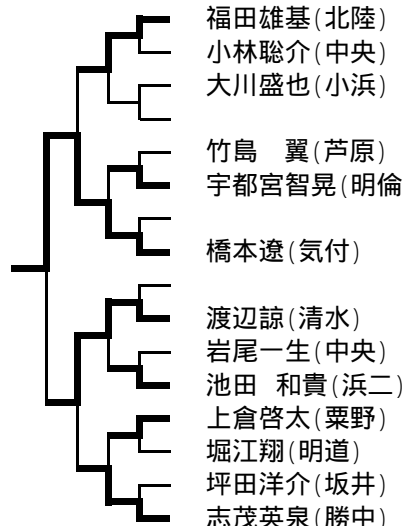 福田雄基(北陸)
小林聡介(中央)
大川盛也(小浜)
竹島　翼(芦原)
宇都宮智晃(明倫
橋本遼(気付)
渡辺諒(清水)
岩尾一生(中央)
池田 和貴(浜二)
上倉啓太(粟野)
堀江翔(明道)
坪田洋介(坂井)
志茂英泉(勝中)